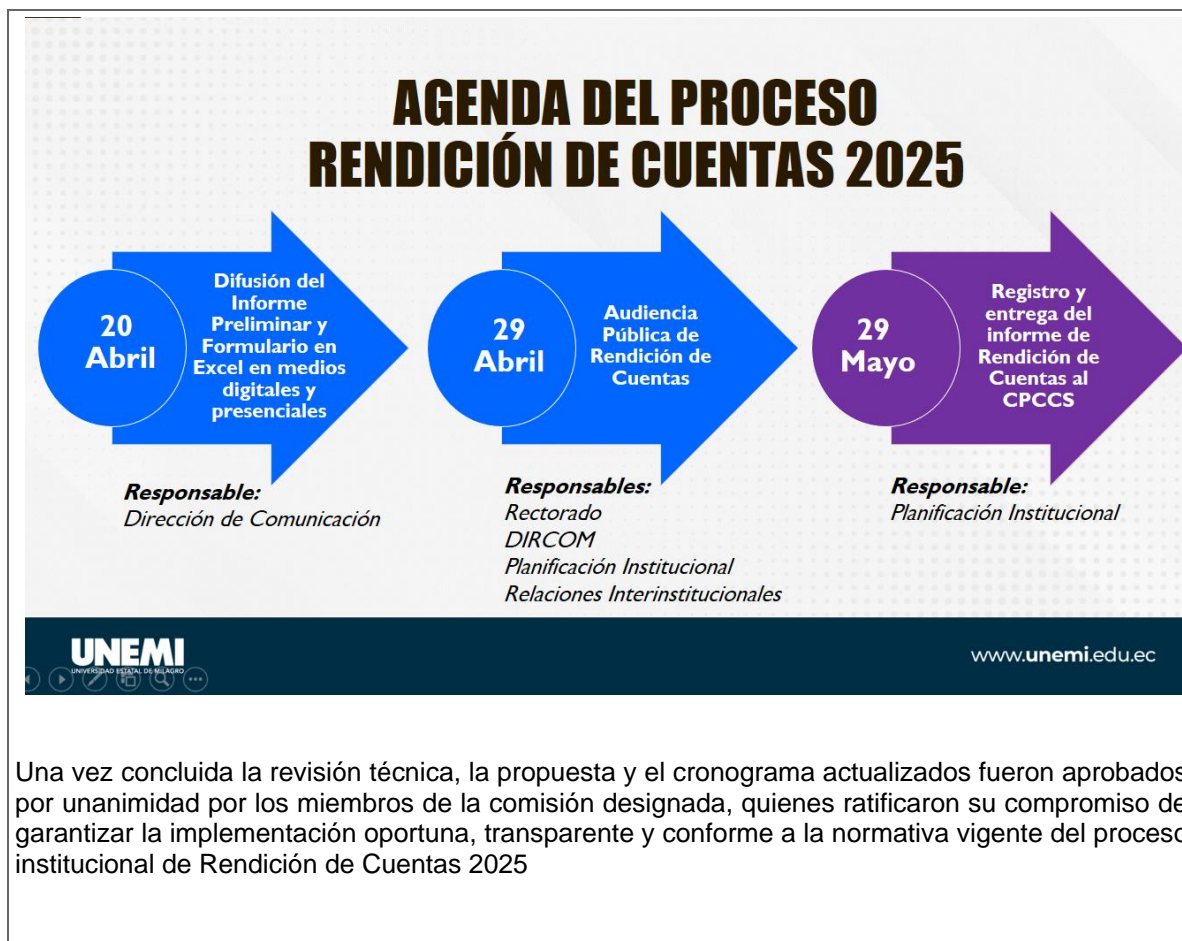 AGENDA DEL PROCESO
RENDICIÓN DE CUENTAS 2025
20
Abril
Difusión del
Informe
Preliminar y
Formulario en
Excel en medios
digitales y
presenciales
Responsable:
Dirección de Comunicación
29
Abril
Audiencia
Pública de
Rendición de
Cuentas
Responsables:
Rectorado
DIRCOM
Planificación Institucional
Relaciones Interinstitucionales
29
Mayo
Registro y
entrega del
informe de
Rendición de
Cuentas al
CPCCS
Responsable:
Planificación Institucional
UNEMI
UNIVERSIDAD ESTATAL DE MILAGRO
www.unemi.edu.ec
Una vez concluida la revisión técnica, la propuesta y el cronograma actualizados fueron aprobados
por unanimidad por los miembros de la comisión designada, quienes ratificaron su compromiso de
garantizar la implementación oportuna, transparente y conforme a la normativa vigente del proceso
institucional de Rendición de Cuentas 2025